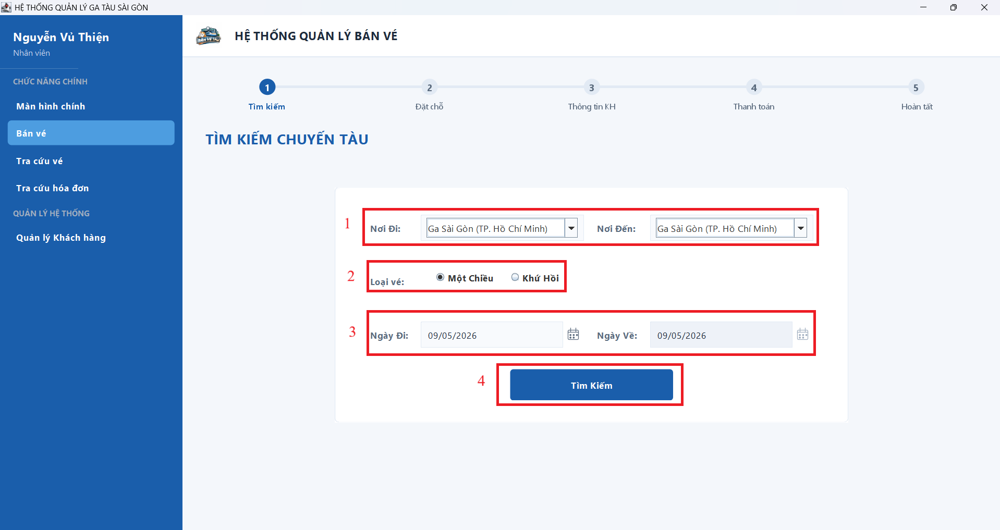 HỆ THỐNG QUẢN LÝ GA TÀU SÀI GÒN
Nguyễn Vủ Thiện
Nhân viên
CHỨC NĂNG CHÍNH
Màn hình chính
Bán vé
Tra cứu vé
Tra cứu hóa đơn
QUẢN LÝ HỆ THỐNG
Quản lý Khách hàng
BÁN VÉ TÀU
HỆ THỐNG QUẢN LÝ BÁN VÉ
1 2 3 4 5
Tìm kiếm Đặt chỗ Thông tin KH Thanh toán Hoàn tất
TÌM KIẾM CHUYẾN TÀU
1 Nơi Đi: Ga Sài Gòn (TP. Hồ Chí Minh) Nơi Đến: Ga Sài Gòn (TP. Hồ Chí Minh)
2 Loại vé: Một Chiều Khứ Hồi
3 Ngày Đi: 09/05/2026 Ngày Về: 09/05/2026
4 Tìm Kiếm